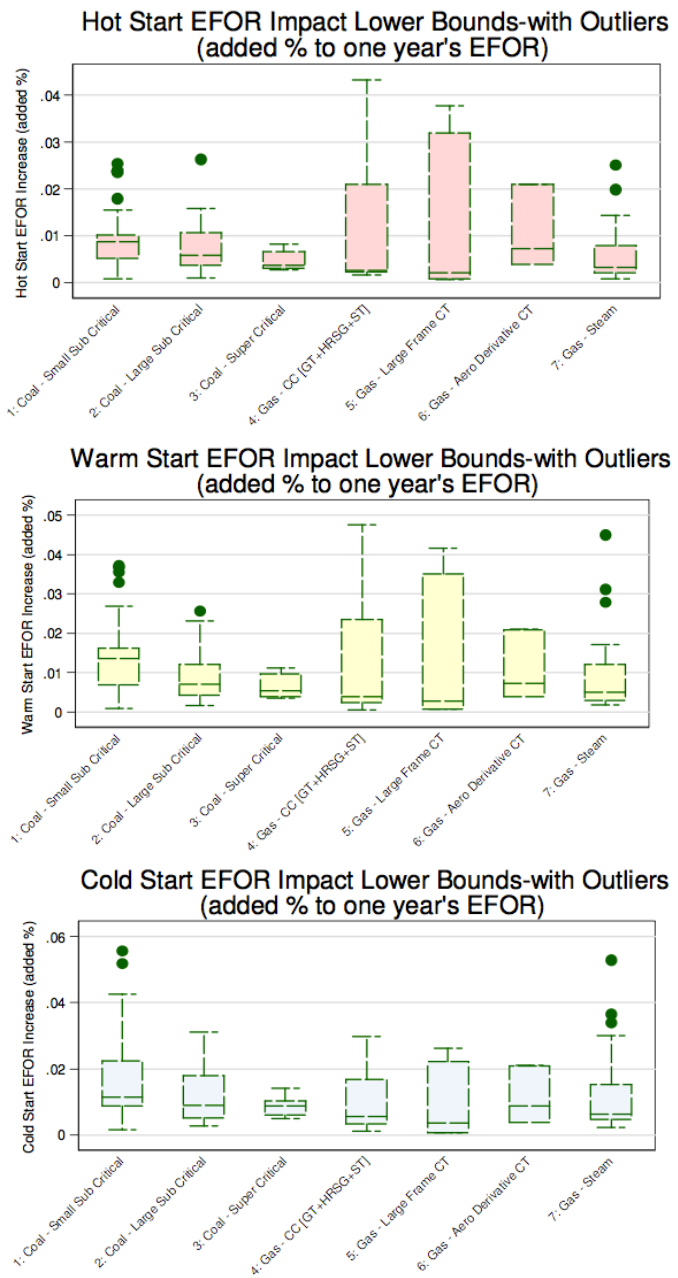 Hot Start EFOR Impact Lower Bounds-with Outliers
(added % to one year's EFOR)
Hot Start EFOR Increase (added %)
.04
.03
.02
.01
0
1: Coal - Small Sub Critical
2: Coal - Large Sub Critical
3: Coal - Super Critical
4: Gas - CC [GT+HRSG+ST]
5: Gas - Large Frame CT
6: Gas - Aero Derivative CT
7: Gas - Steam
Warm Start EFOR Impact Lower Bounds-with Outliers
(added % to one year's EFOR)
Warm Start EFOR Increase (added %)
.05
.04
.03
.02
.01
0
1: Coal - Small Sub Critical
2: Coal - Large Sub Critical
3: Coal - Super Critical
4: Gas - CC [GT+HRSG+ST]
5: Gas - Large Frame CT
6: Gas - Aero Derivative CT
7: Gas - Steam
Cold Start EFOR Impact Lower Bounds-with Outliers
(added % to one year's EFOR)
Cold Start EFOR Increase (added %)
.06
.04
.02
0
1: Coal - Small Sub Critical
2: Coal - Large Sub Critical
3: Coal - Super Critical
4: Gas - CC [GT+HRSG+ST]
5: Gas - Large Frame CT
6: Gas - Aero Derivative CT
7: Gas - Steam